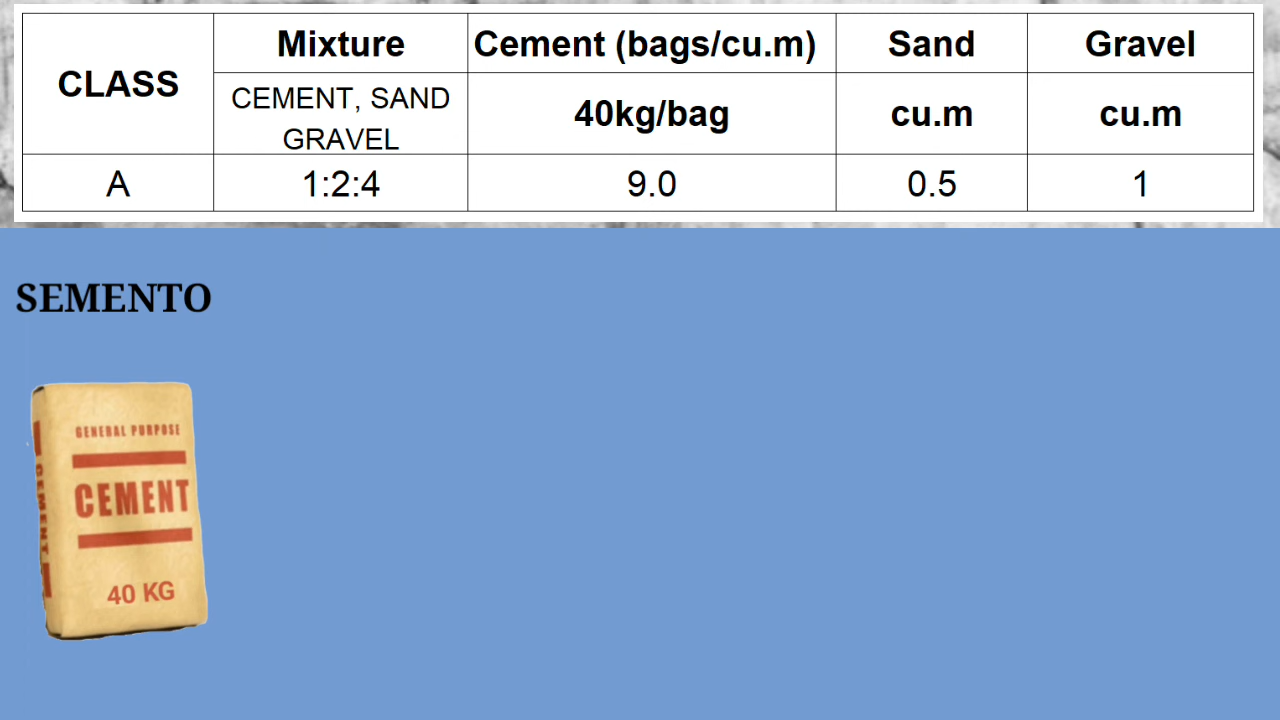 CLASS Mixture Cement (bags/cu.m) Sand Gravel
CEMENT, SAND 40kg/bag cu.m cu.m
GRAVEL
A 1:2:4 9.0 0.5 1
SEMENTO
GENERAL PURPOSE
CEMENT
CEMENT
40 KG